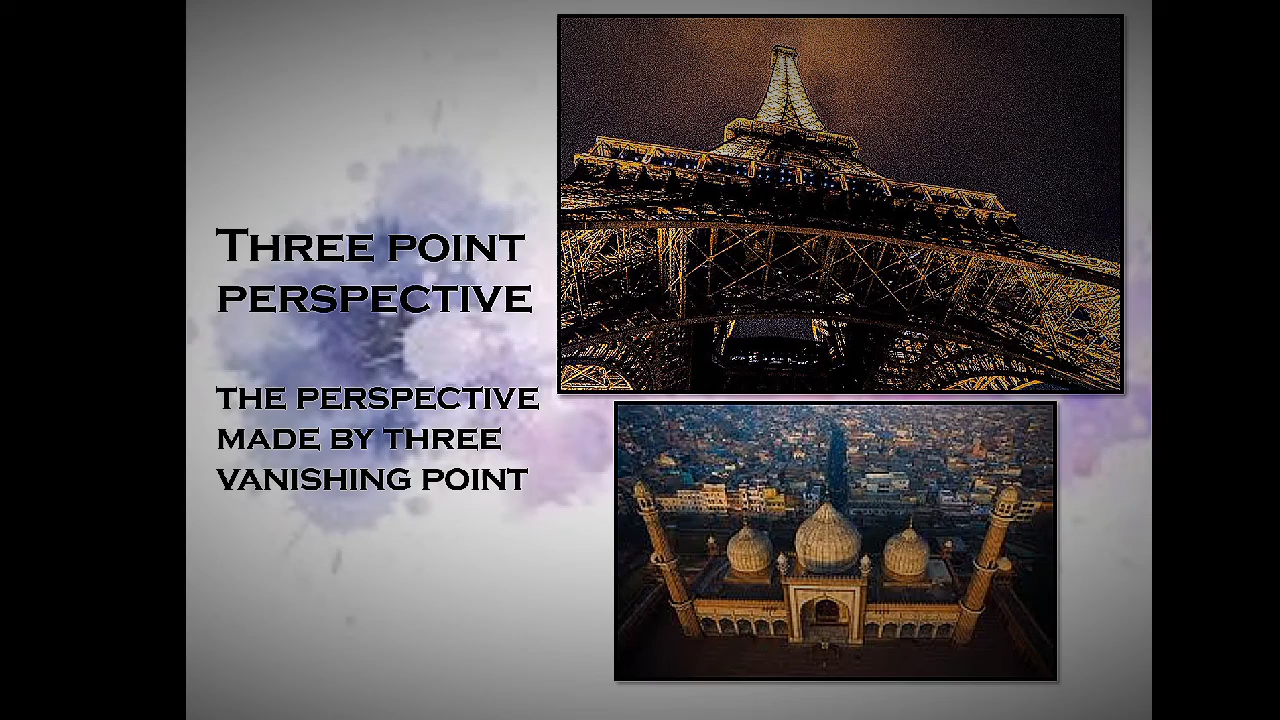 Three point
perspective
the perspective
made by three
vanishing point